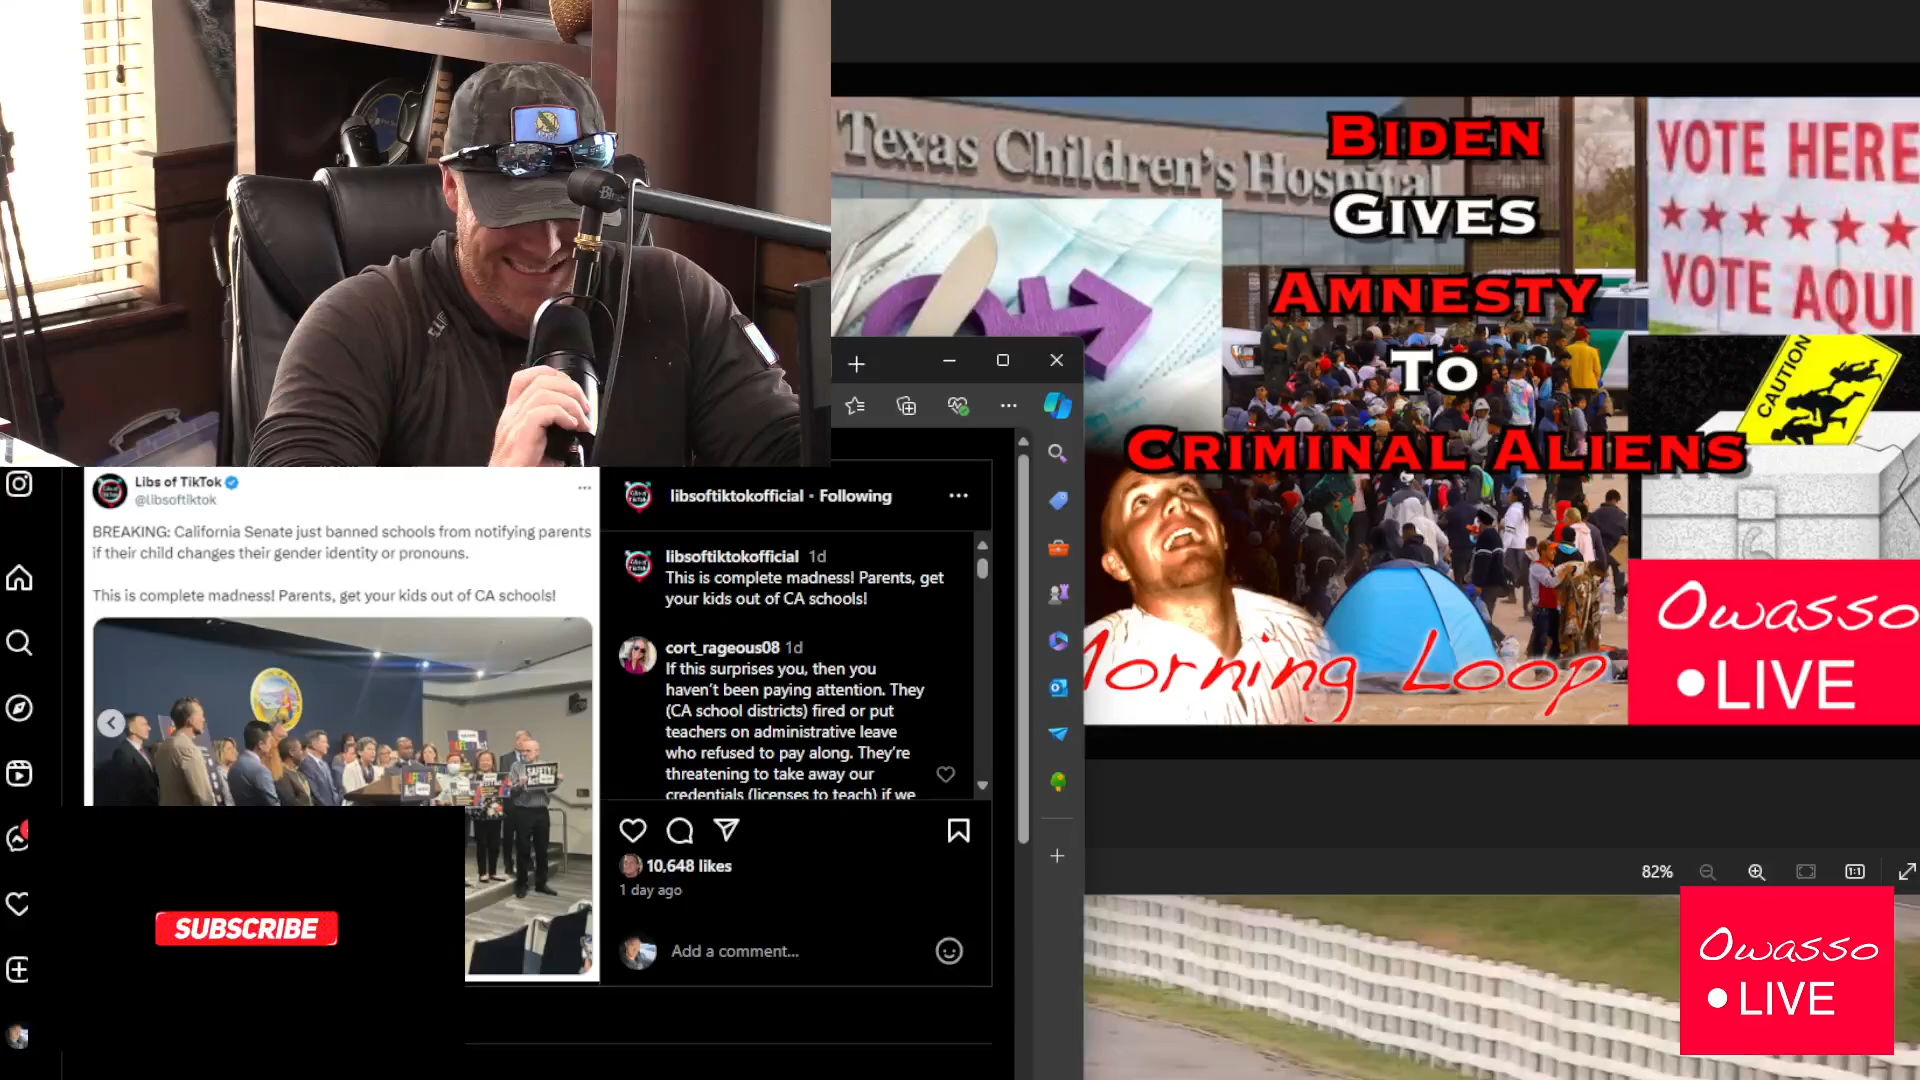 Texas Children's Hospital
BIDEN
GIVES
AMNESTY
TO
CRIMINAL ALIENS
VOTE HERE
VOTE AQUI
CAUTION
Morning Loop
Owasso
LIVE
Libs of TikTok
@libsoftiktok
BREAKING: California Senate just banned schools from notifying parents
if their child changes their gender identity or pronouns.
This is complete madness! Parents, get your kids out of CA schools!
SAFETY
Act
libsoftiktokofficial • Following
libsoftiktokofficial 1d
This is complete madness! Parents, get
your kids out of CA schools!
cort_rageous08 1d
If this surprises you, then you
haven't been paying attention. They
(CA school districts) fired or put
teachers on administrative leave
who refused to pay along. They're
threatening to take away our
credentials (licenses to teach) if we
10,648 likes
1 day ago
Add a comment...
SUBSCRIBE
82%
1:1
Owasso
LIVE